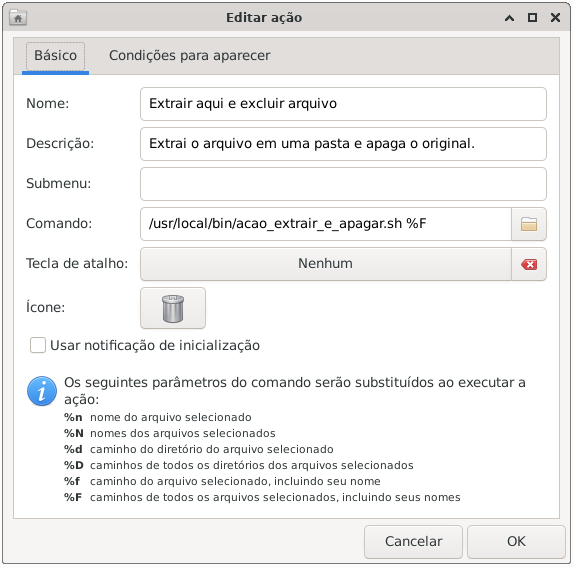 Editar ação
Básico Condições para aparecer
Nome: Extrair aqui e excluir arquivo
Descrição: Extrai o arquivo em uma pasta e apaga o original.
Submenu:
Comando: /usr/local/bin/acao_extrair_e_apagar.sh %F
Tecla de atalho: Nenhum
Ícone:
Usar notificação de inicialização
Os seguintes parâmetros do comando serão substituídos ao executar a
ação:
%n nome do arquivo selecionado
%N nomes dos arquivos selecionados
%d caminho do diretório do arquivo selecionado
%D caminhos de todos os diretórios dos arquivos selecionados
%f caminho do arquivo selecionado, incluindo seu nome
%F caminhos de todos os arquivos selecionados, incluindo seus nomes
Cancelar OK